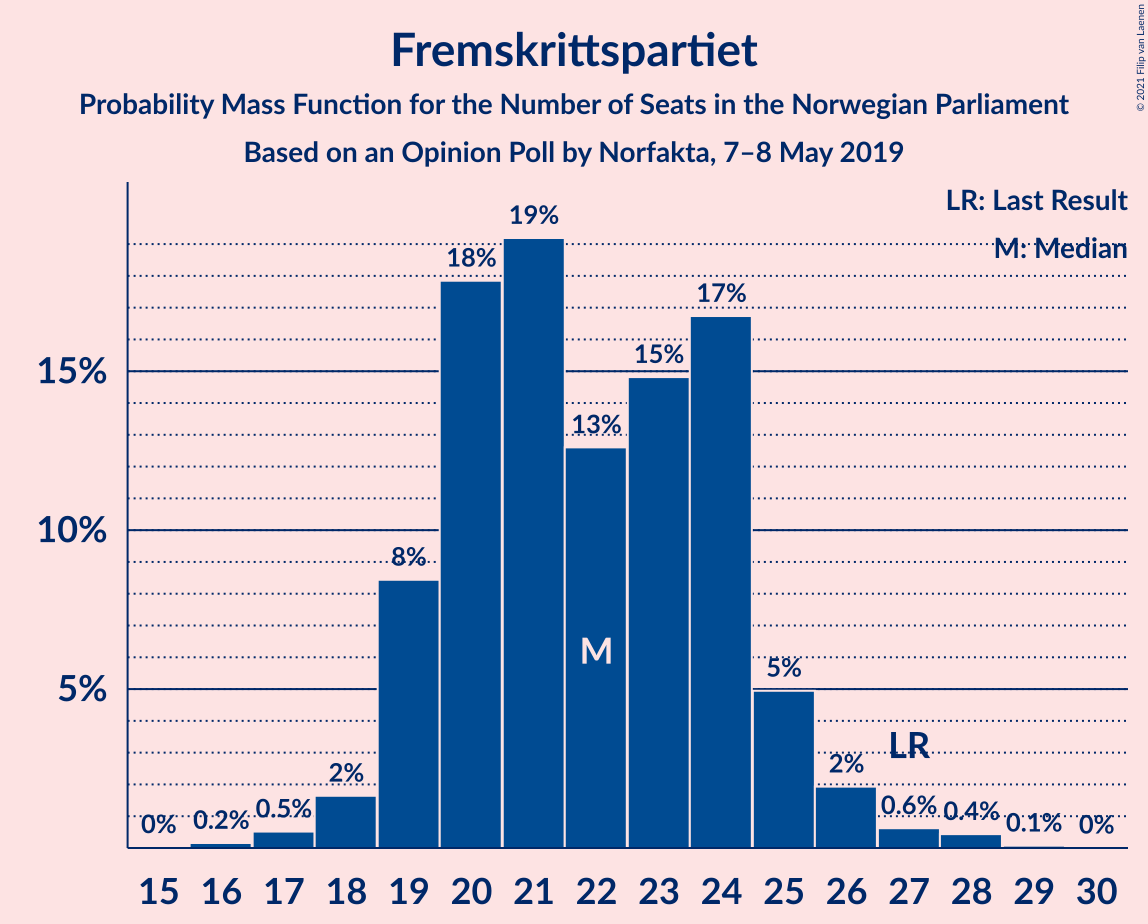 Fremskrittspartiet
Probability Mass Function for the Number of Seats in the Norwegian Parliament
Based on an Opinion Poll by Norfakta, 7–8 May 2019
© 2021 Filip van Laenen
LR: Last Result
M: Median
15%
10%
5%
0%
0.2%
0.5%
2%
8%
18%
19%
13%
15%
17%
5%
2%
0.6%
0.4%
0.1%
0%
M
LR
15 16 17 18 19 20 21 22 23 24 25 26 27 28 29 30